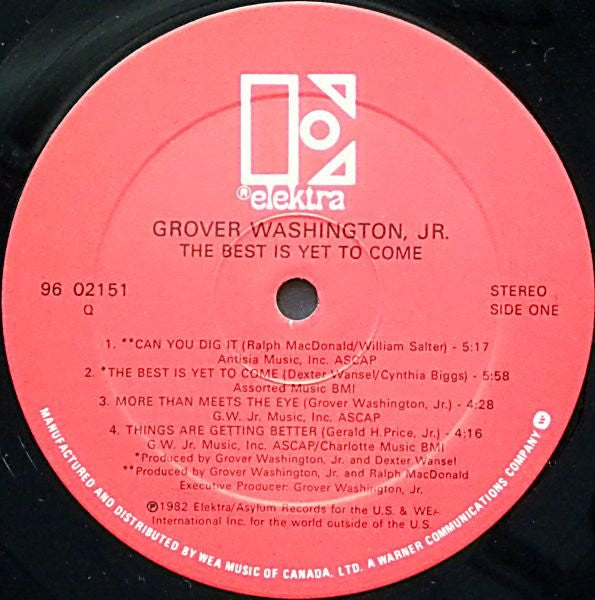 ® elektra
GROVER WASHINGTON, JR.
THE BEST IS YET TO COME
96 02151
Q
STEREO
SIDE ONE
1. **CAN YOU DIG IT (Ralph MacDonald/William Salter) - 5:17
Antisia Music, Inc. ASCAP
2. *THE BEST IS YET TO COME (Dexter Wansel/Cynthia Biggs) - 5:58
Assorted Music BMI
3. MORE THAN MEETS THE EYE (Grover Washington, Jr.) - 4:28
G.W. Jr. Music, Inc. ASCAP
4. THINGS ARE GETTING BETTER (Gerald H.Price, Jr.) - 4:16
G.W. Jr. Music, Inc. ASCAP/Charlotte Music BMI
*Produced by Grover Washington, Jr. and Dexter Wansel
**Produced by Grover Washington, Jr. and Ralph MacDonald
Executive Producer: Grover Washington, Jr.
℗1982 Elektra/Asylum Records for the U.S. & WEA
International Inc. for the world outside of the U.S.
MANUFACTURED AND DISTRIBUTED BY WEA MUSIC OF CANADA, LTD. A WARNER COMMUNICATIONS COMPANY